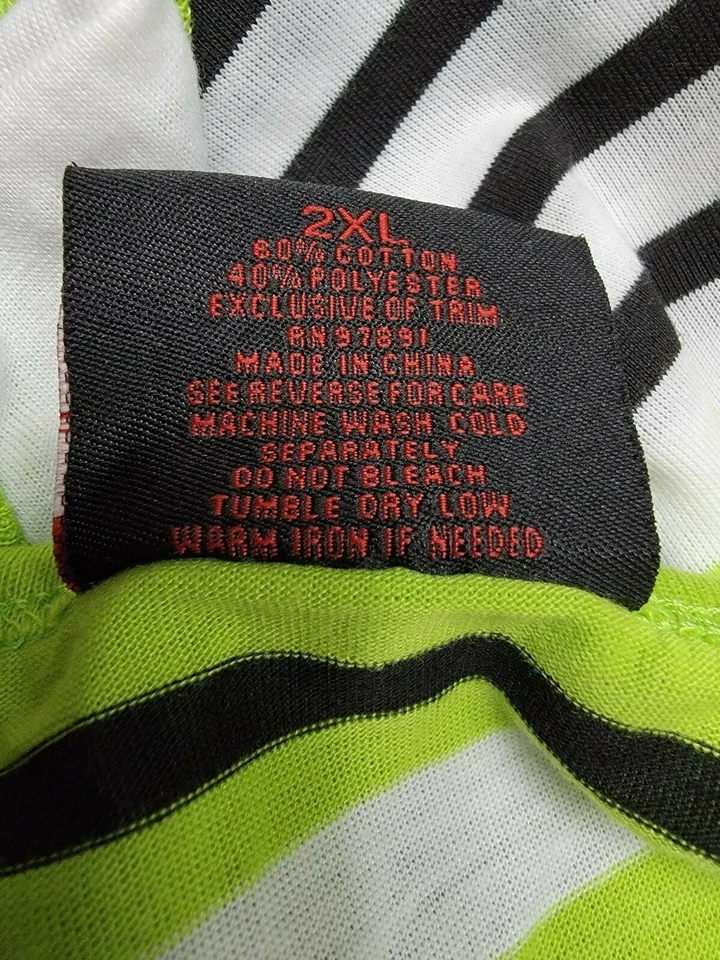 2XL
60% COTTON
40% POLYESTER
EXCLUSIVE OF TRIM
RN 97891
MADE IN CHINA
SEE REVERSE FOR CARE
MACHINE WASH COLD
SEPARATELY
DO NOT BLEACH
TUMBLE DRY LOW
WARM IRON IF NEEDED